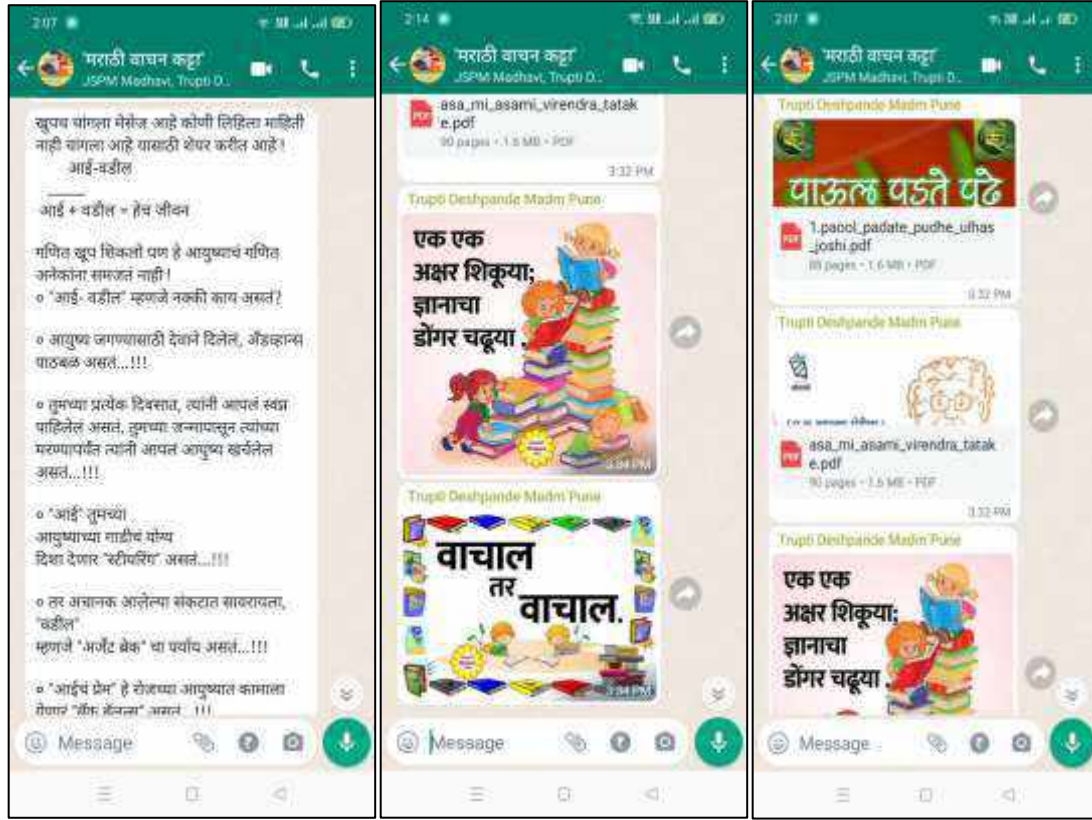 2:07
'मराठी वाचन कट्टा'
JSPM Madhavi, Trupti D...
खूपच चांगला मेसेज आहे कोणी लिहिला माहिती
नाही चांगला आहे यासाठी शेयर करीत आहे !
आई-वडील
आई + वडील = हेच जीवन
गणित खूप शिकलो पण हे आयुष्याचं गणित
अनेकांना समजतं नाही !
० "आई- वडील" म्हणजे नक्की काय असतं?
० आयुष्य जगण्यासाठी देवाने दिलेलं, अ‍ॅडव्हान्स
पाठबळ असतं...!!!
० तुमच्या प्रत्येक दिवसात, त्यांनी आपलं स्वप्न
पाहिलेलं असतं, तुमच्या जन्मापासून त्यांच्या
मरणापर्यंत त्यांनी आपलं आयुष्य खर्चलेलं
असतं...!!!
० "आई" तुमच्या
आयुष्याच्या गाडीचं योग्य
दिशा देणार "स्टीयरिंग" असतं...!!!
० तर अचानक आलेल्या संकटात सावरायला,
"वडील"
म्हणजे "अर्जेंट ब्रेक" चा पर्याय असतं...!!!
० "आईचं प्रेम" हे रोजच्या आयुष्यात कामाला
Message
2:14
'मराठी वाचन कट्टा'
JSPM Madhavi, Trupti D...
asa_mi_asami_virendra_tatak
e.pdf
90 pages • 1.6 MB • PDF
3:32 PM
Trupti Deshpande Madm Pune
एक एक
अक्षर शिकूया;
ज्ञानाचा
डोंगर चढूया .
3:34 PM
Trupti Deshpande Madm Pune
वाचाल
तर
वाचाल.
3:34 PM
Message
2:07
'मराठी वाचन कट्टा'
JSPM Madhavi, Trupti D...
Trupti Deshpande Madm Pune
पाऊल पडते पुढे
1.paool_padate_pudhe_ulhas
_joshi.pdf
88 pages • 1.6 MB • PDF
3:32 PM
Trupti Deshpande Madm Pune
asa_mi_asami_virendra_tatak
e.pdf
90 pages • 1.6 MB • PDF
3:32 PM
Trupti Deshpande Madm Pune
एक एक
अक्षर शिकूया;
ज्ञानाचा
डोंगर चढूया
Message